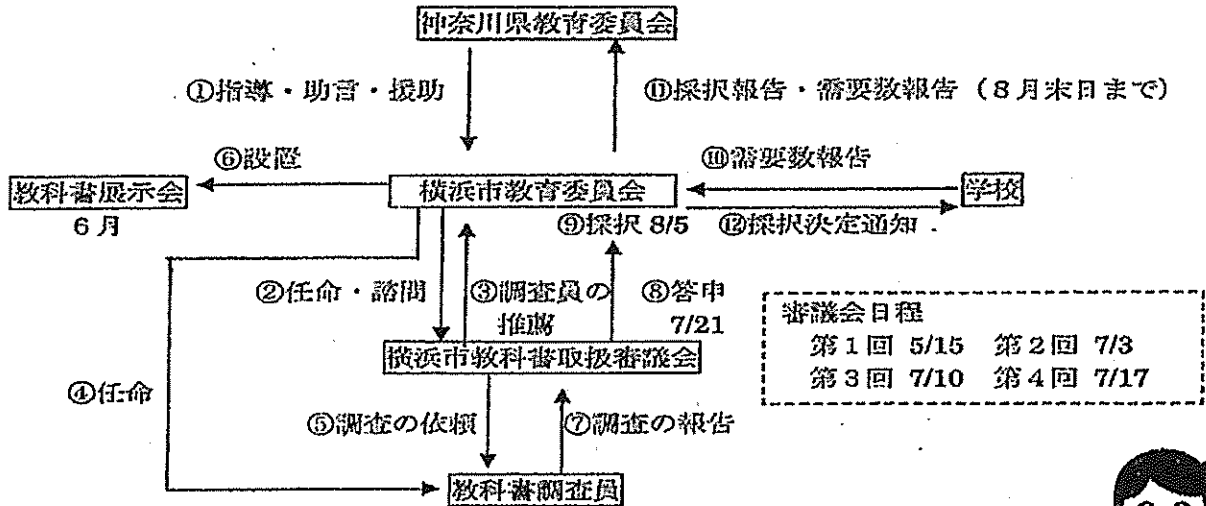 神奈川県教育委員会
①指導・助言・援助
⑪採択報告・需要数報告（8月末日まで）
⑥設置
⑩需要数報告
教科書展示会
横浜市教育委員会
学校
6月
⑨採択 8/5
⑫採択決定通知
②任命・諮問
③調査員の
推薦
⑧答申
7/21
審議会日程
第1回 5/15 第2回 7/3
第3回 7/10 第4回 7/17
横浜市教科書取扱審議会
④任命
⑤調査の依頼
⑦調査の報告
教科書調査員